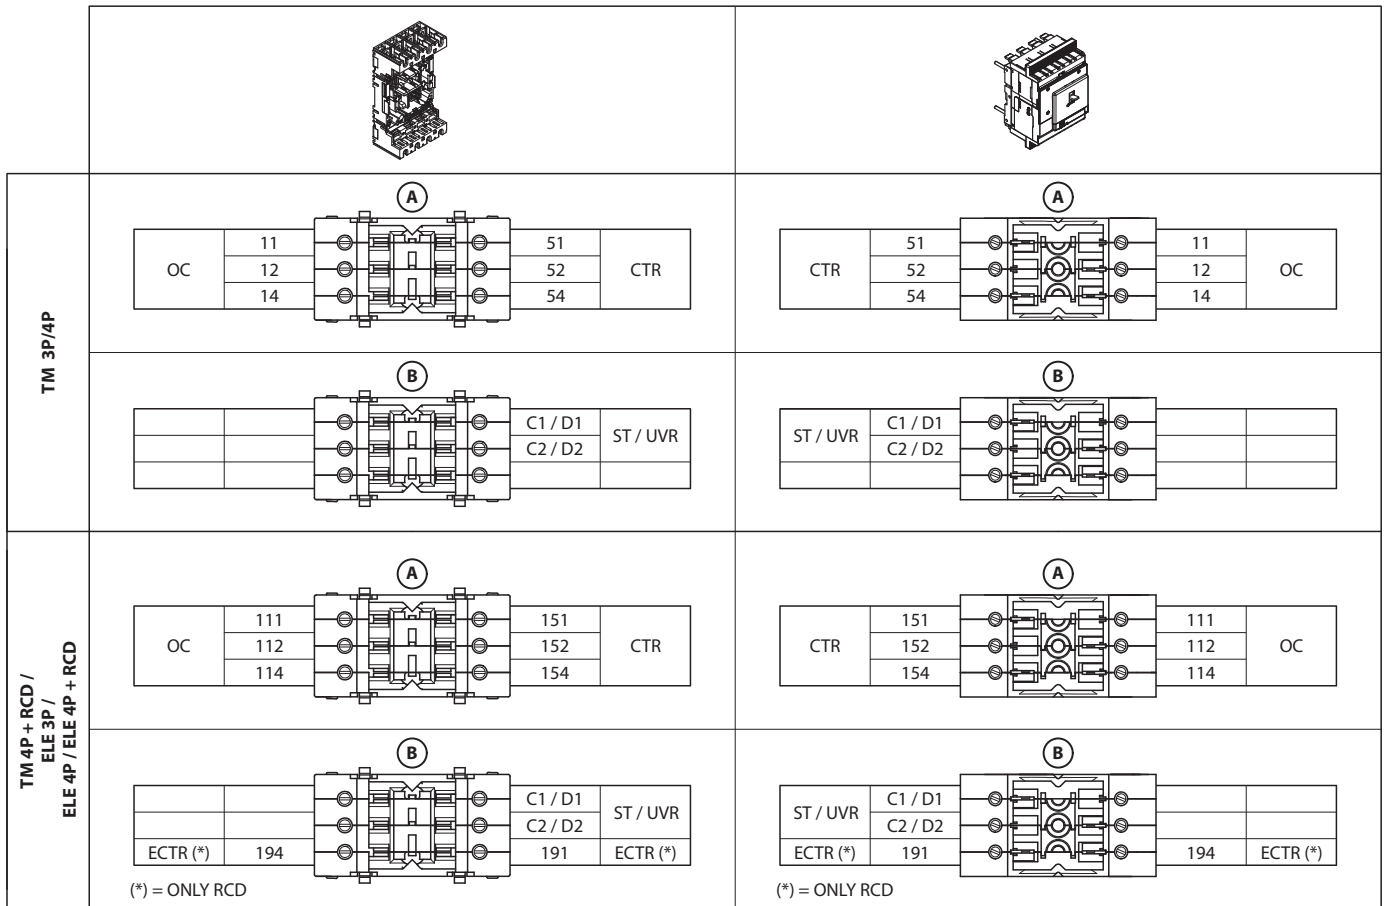 TM 3P/4P
A
A
OC 11 51 CTR
12 52
14 54
CTR 51 11 OC
52 12
54 14
B
B
C1 / D1 ST / UVR
C2 / D2
ST / UVR C1 / D1
C2 / D2
TM 4P + RCD /
ELE 3P /
ELE 4P / ELE 4P + RCD
A
A
OC 111 151 CTR
112 152
114 154
CTR 151 111 OC
152 112
154 114
B
B
C1 / D1 ST / UVR
C2 / D2
ECTR (*) 194 191 ECTR (*)
(*) = ONLY RCD
ST / UVR C1 / D1
C2 / D2
ECTR (*) 191 194 ECTR (*)
(*) = ONLY RCD